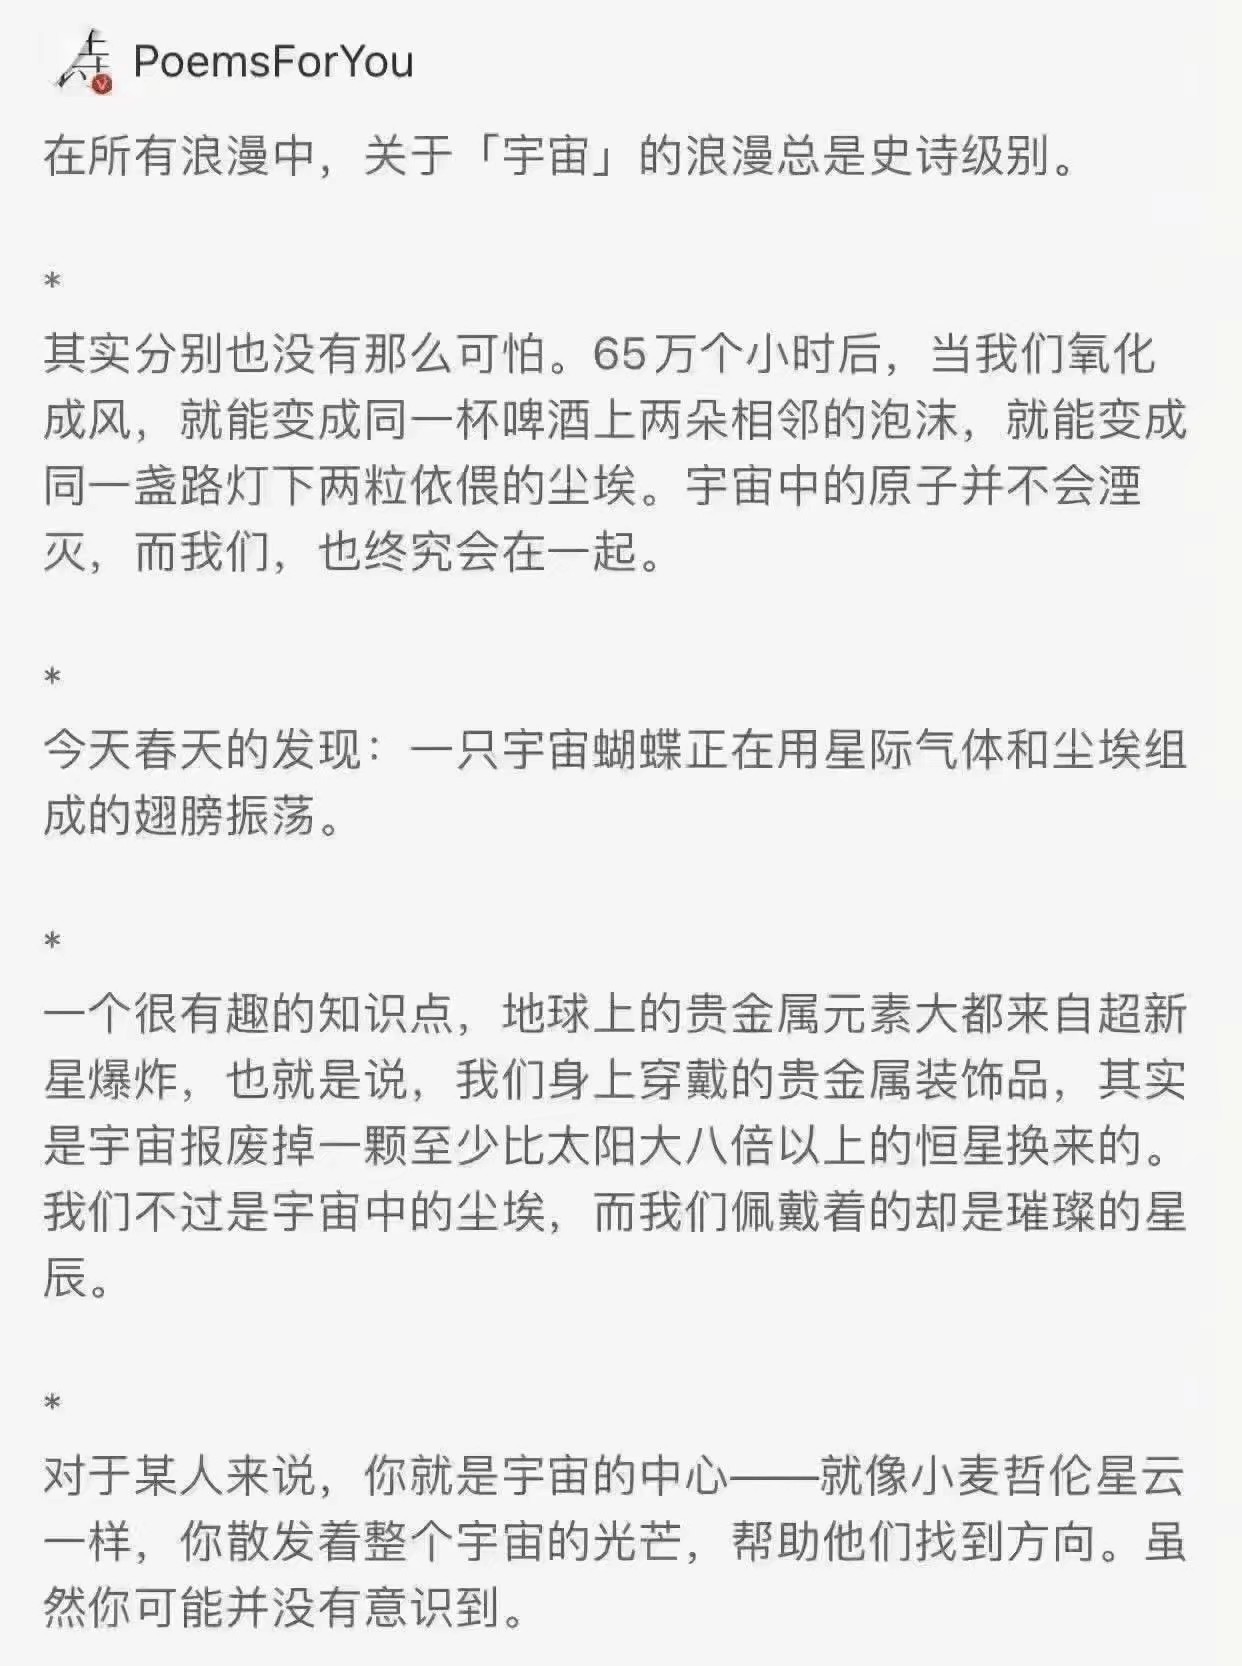 PoemsForYou
在所有浪漫中，关于「宇宙」的浪漫总是史诗级别。
*
其实分别也没有那么可怕。65万个小时后，当我们氧化
成风，就能变成同一杯啤酒上两朵相邻的泡沫，就能变成
同一盏路灯下两粒依偎的尘埃。宇宙中的原子并不会湮
灭，而我们，也终究会在一起。
*
今天春天的发现：一只宇宙蝴蝶正在用星际气体和尘埃组
成的翅膀振荡。
*
一个很有趣的知识点，地球上的贵金属元素大都来自超新
星爆炸，也就是说，我们身上穿戴的贵金属装饰品，其实
是宇宙报废掉一颗至少比太阳大八倍以上的恒星换来的。
我们不过是宇宙中的尘埃，而我们佩戴着的却是璀璨的星
辰。
*
对于某人来说，你就是宇宙的中心——就像小麦哲伦星云
一样，你散发着整个宇宙的光芒，帮助他们找到方向。虽
然你可能并没有意识到。